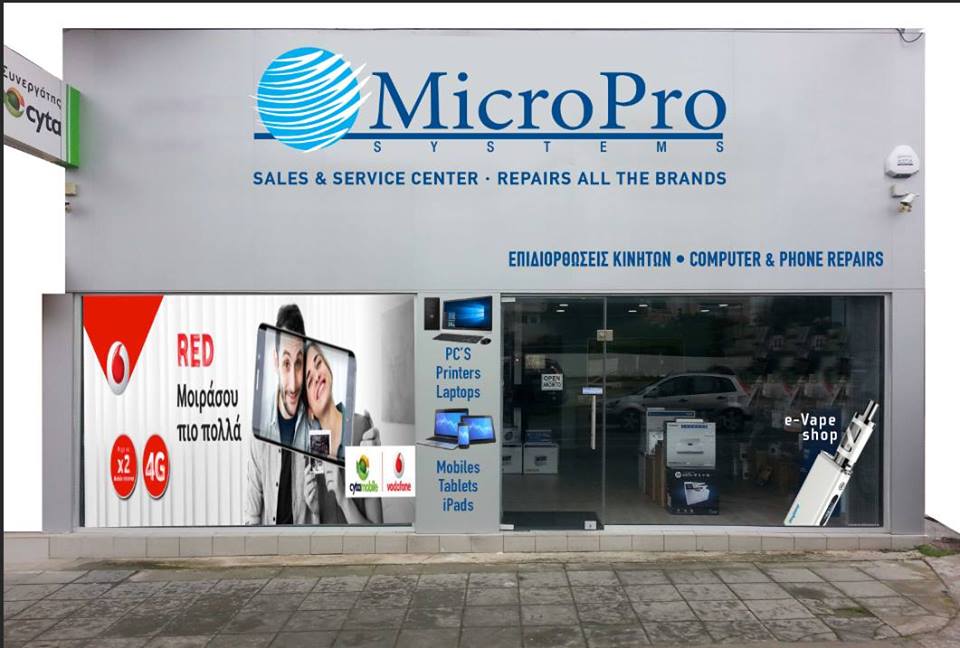 Συνεργάτης
cyta
MicroPro
SYSTEMS
SALES & SERVICE CENTER · REPAIRS ALL THE BRANDS
ΕΠΙΔΙΟΡΘΩΣΕΙΣ ΚΙΝΗΤΩΝ • COMPUTER & PHONE REPAIRS
RED
Μοιράσου
πιο πολλά
x2
4G
cytamobile
vodafone
PC'S
Printers
Laptops
Mobiles
Tablets
iPads
OPEN
e-Vape
shop
hp